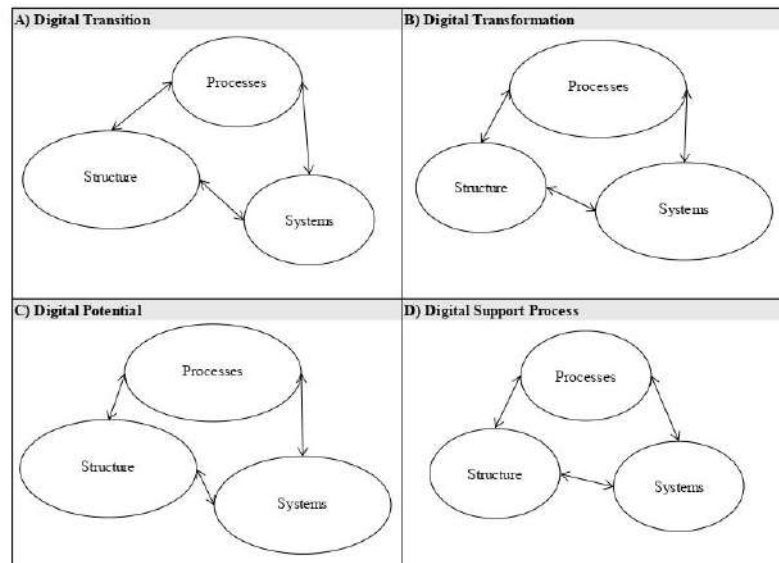 A) Digital Transition
Processes
Structure
Systems
B) Digital Transformation
Processes
Structure
Systems
C) Digital Potential
Processes
Structure
Systems
D) Digital Support Process
Processes
Structure
Systems